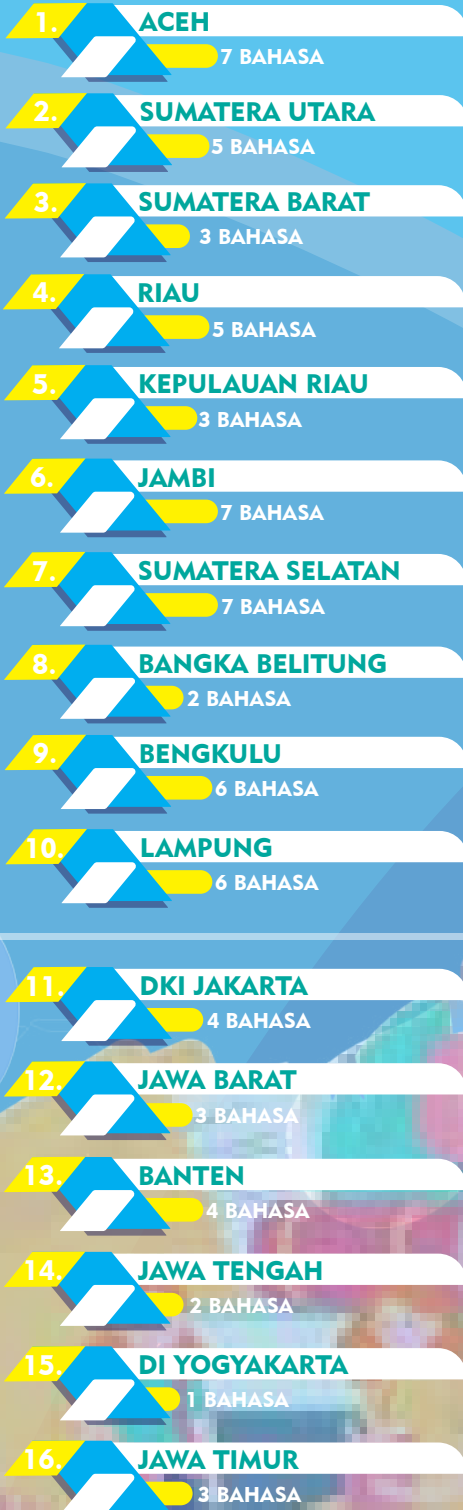 1. ACEH
7 BAHASA
2. SUMATERA UTARA
5 BAHASA
3. SUMATERA BARAT
3 BAHASA
4. RIAU
5 BAHASA
5. KEPULAUAN RIAU
3 BAHASA
6. JAMBI
7 BAHASA
7. SUMATERA SELATAN
7 BAHASA
8. BANGKA BELITUNG
2 BAHASA
9. BENGKULU
6 BAHASA
10. LAMPUNG
6 BAHASA
11. DKI JAKARTA
4 BAHASA
12. JAWA BARAT
3 BAHASA
13. BANTEN
4 BAHASA
14. JAWA TENGAH
2 BAHASA
15. DI YOGYAKARTA
1 BAHASA
16. JAWA TIMUR
3 BAHASA